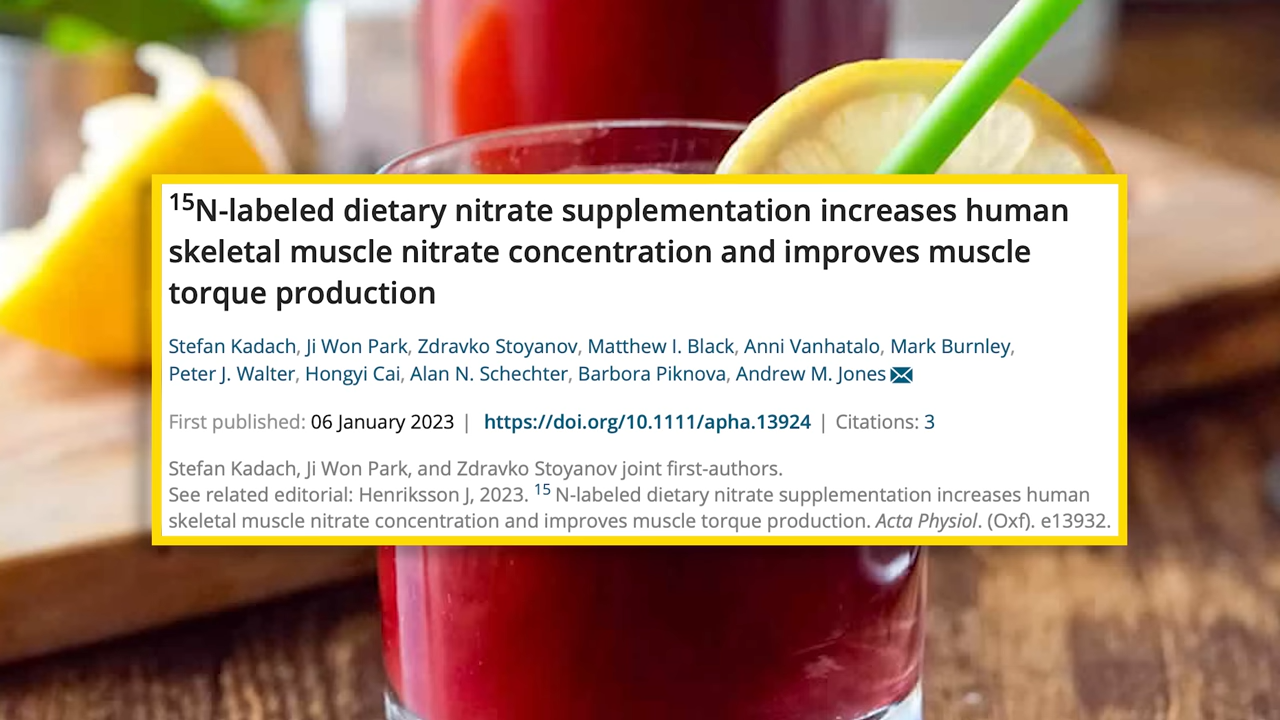 ¹⁵N-labeled dietary nitrate supplementation increases human
skeletal muscle nitrate concentration and improves muscle
torque production
Stefan Kadach, Ji Won Park, Zdravko Stoyanov, Matthew I. Black, Anni Vanhatalo, Mark Burnley,
Peter J. Walter, Hongyi Cai, Alan N. Schechter, Barbora Piknova, Andrew M. Jones
First published: 06 January 2023 | https://doi.org/10.1111/apha.13924 | Citations: 3
Stefan Kadach, Ji Won Park, and Zdravko Stoyanov joint first-authors.
See related editorial: Henriksson J, 2023. ¹⁵ N-labeled dietary nitrate supplementation increases human
skeletal muscle nitrate concentration and improves muscle torque production. Acta Physiol. (Oxf). e13932.